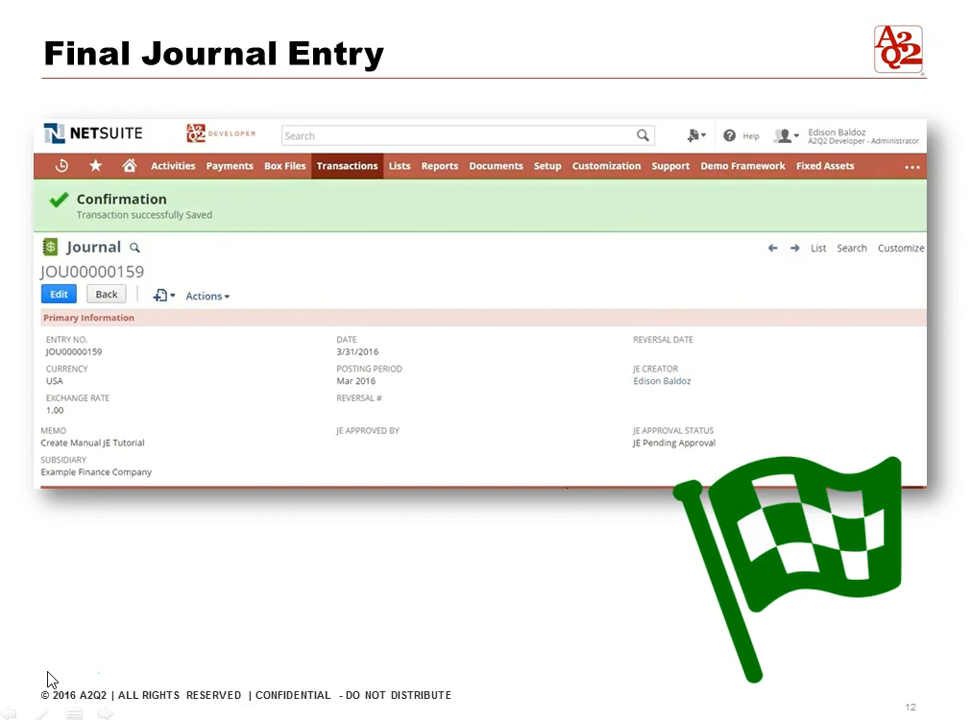 Final Journal Entry
A2Q2
NETSUITE A2Q2 DEVELOPER Search Help Edison Baldoz
A2Q2 Developer - Administrator
Activities Payments Box Files Transactions Lists Reports Documents Setup Customization Support Demo Framework Fixed Assets ...
Confirmation
Transaction successfully Saved
$ Journal
List Search Customize
JOU00000159
Edit Back Actions
Primary Information
ENTRY NO. DATE REVERSAL DATE
JOU00000159 3/31/2016
CURRENCY POSTING PERIOD JE CREATOR
USA Mar 2016 Edison Baldoz
EXCHANGE RATE REVERSAL #
1.00
MEMO JE APPROVED BY JE APPROVAL STATUS
Create Manual JE Tutorial JE Pending Approval
SUBSIDIARY
Example Finance Company
© 2016 A2Q2 | ALL RIGHTS RESERVED | CONFIDENTIAL - DO NOT DISTRIBUTE
12